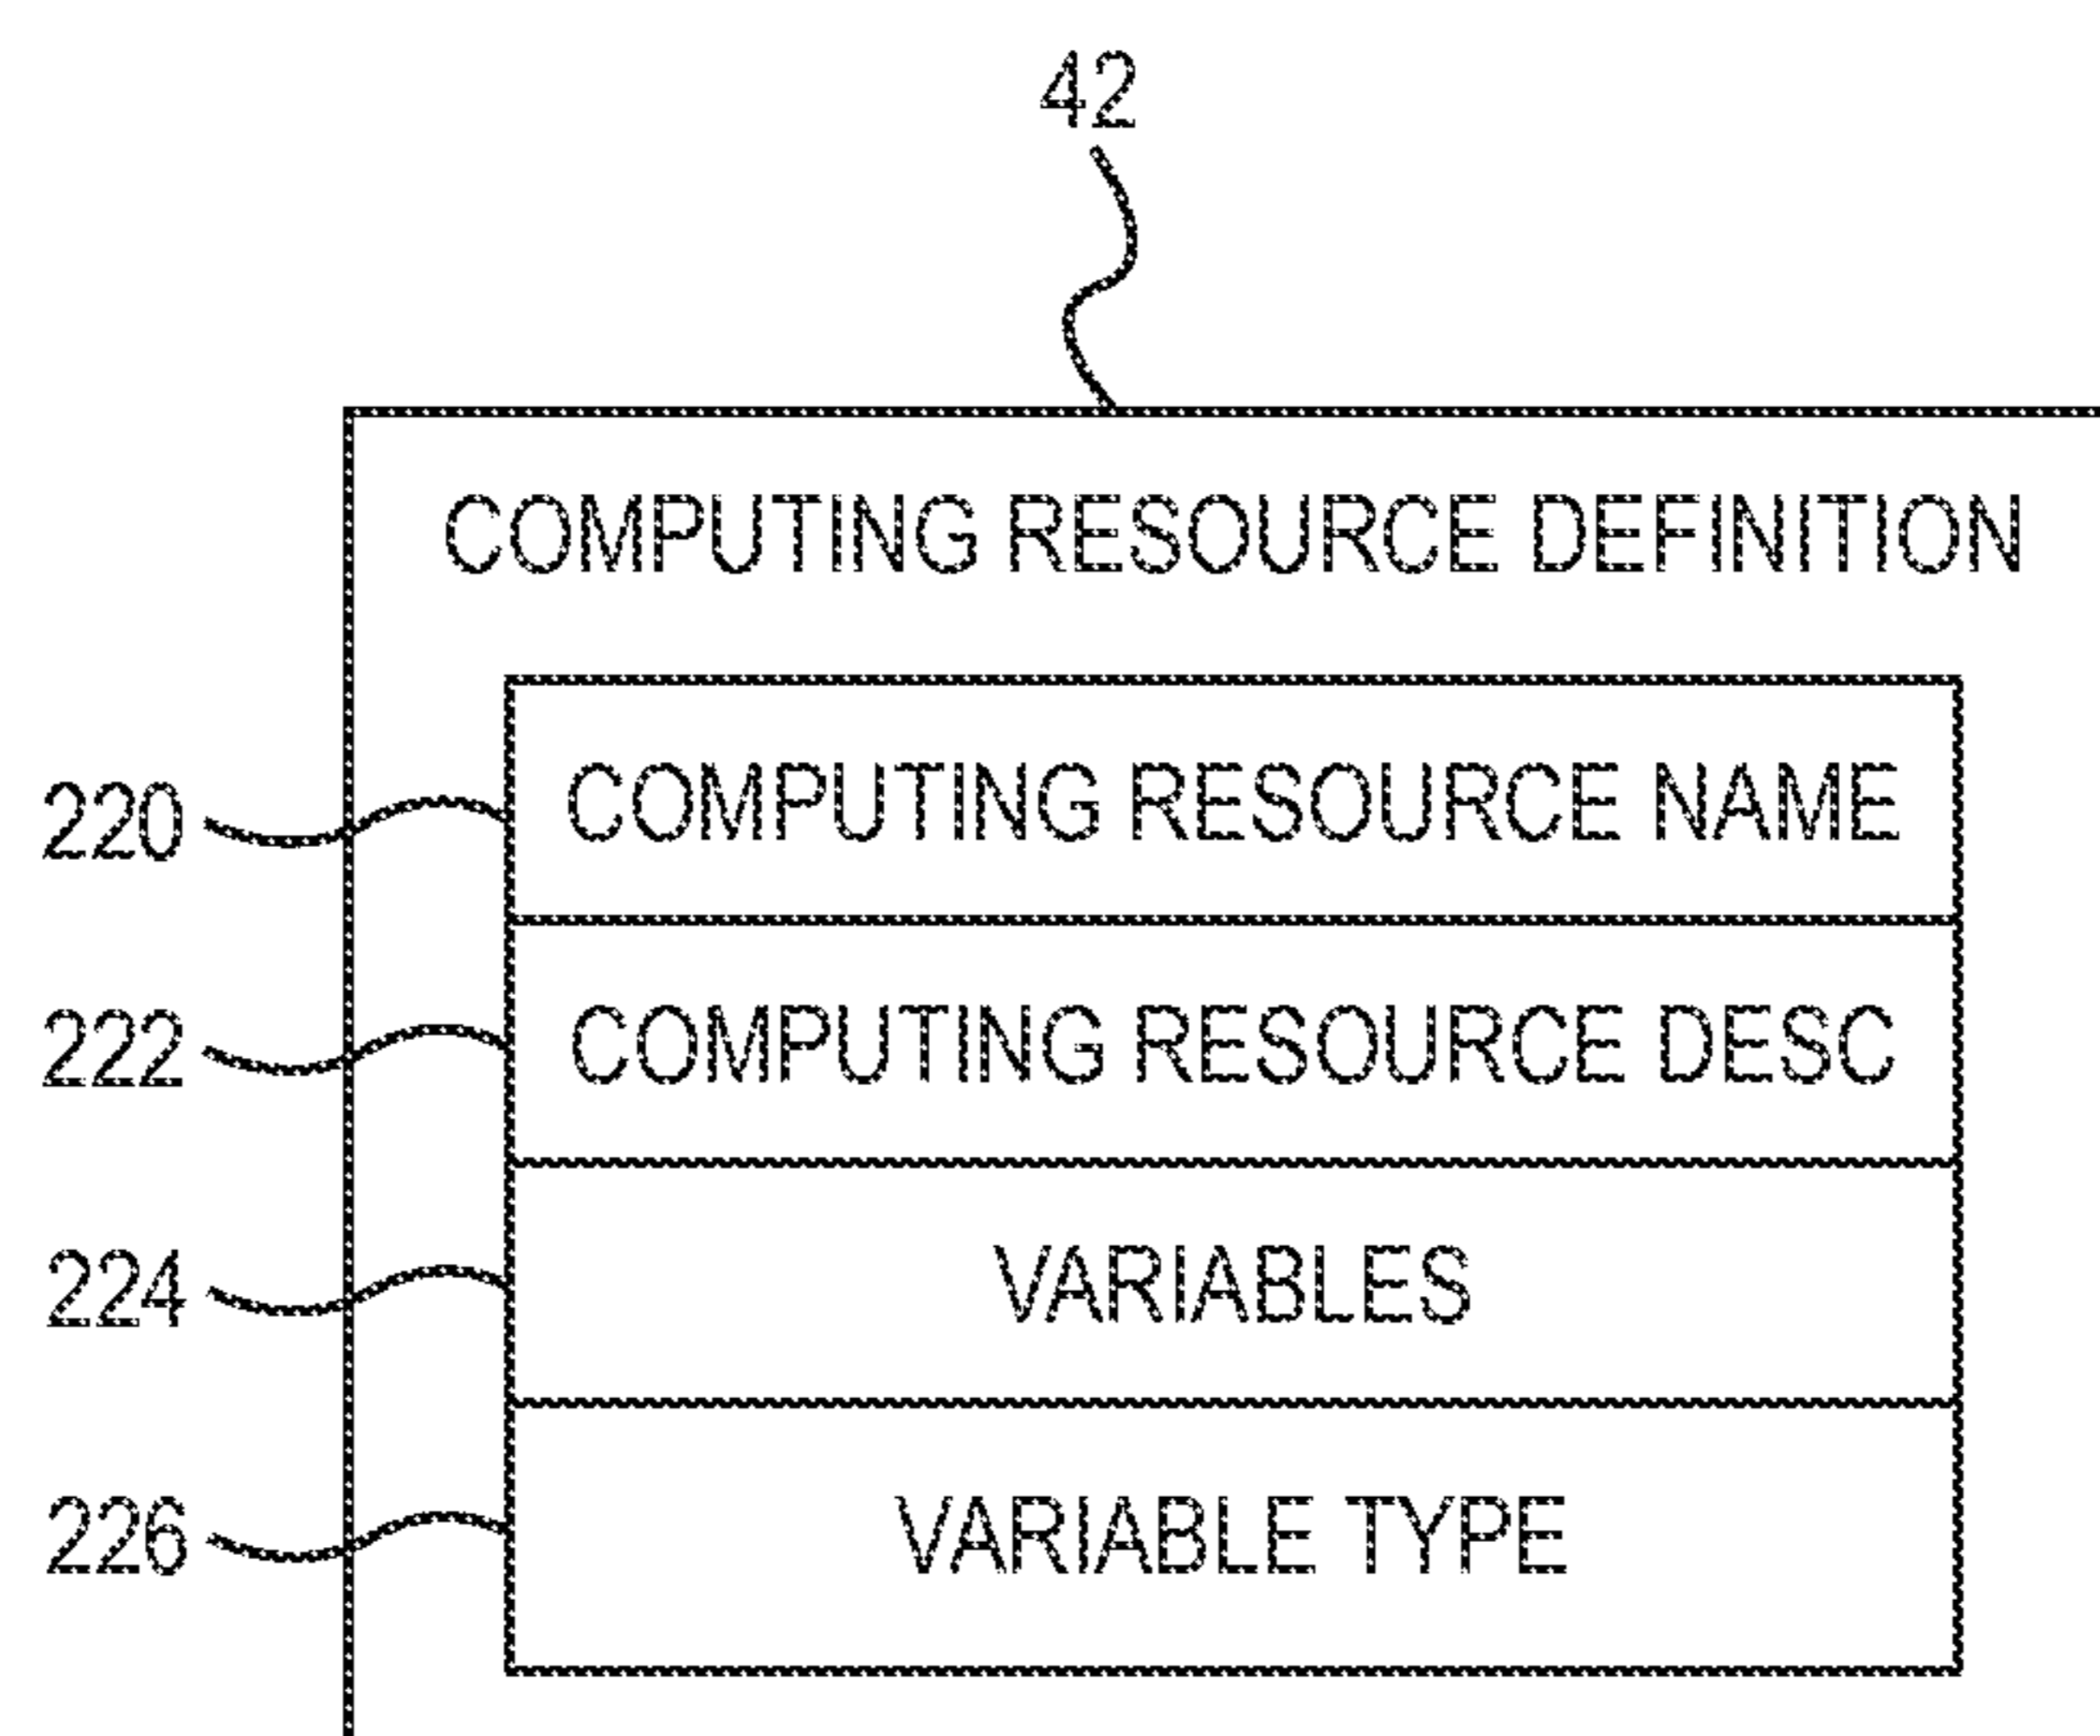 42
COMPUTING RESOURCE DEFINITION
220 COMPUTING RESOURCE NAME
222 COMPUTING RESOURCE DESC
224 VARIABLES
226 VARIABLE TYPE